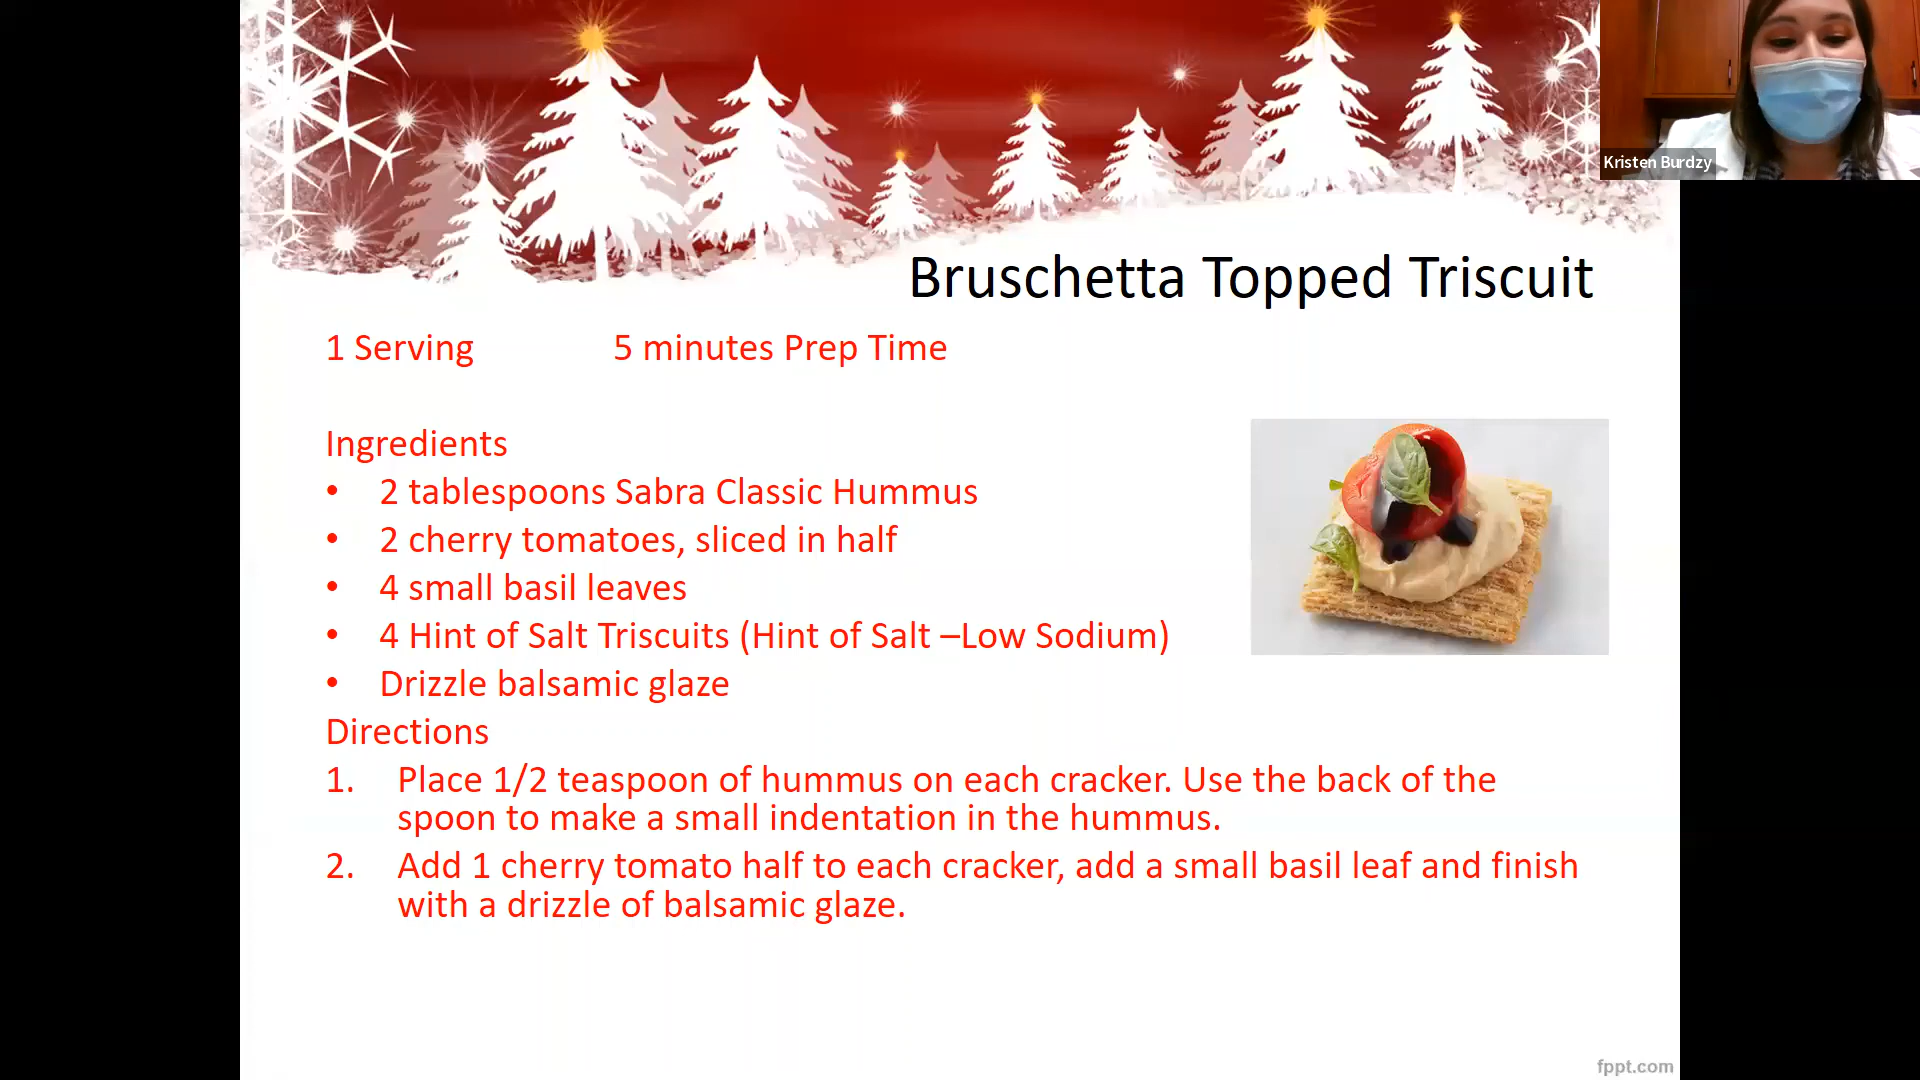 Kristen Burdzy
Bruschetta Topped Triscuit
1 Serving 5 minutes Prep Time
Ingredients
• 2 tablespoons Sabra Classic Hummus
• 2 cherry tomatoes, sliced in half
• 4 small basil leaves
• 4 Hint of Salt Triscuits (Hint of Salt –Low Sodium)
• Drizzle balsamic glaze
Directions
1. Place 1/2 teaspoon of hummus on each cracker. Use the back of the
spoon to make a small indentation in the hummus.
2. Add 1 cherry tomato half to each cracker, add a small basil leaf and finish
with a drizzle of balsamic glaze.
fppt.com